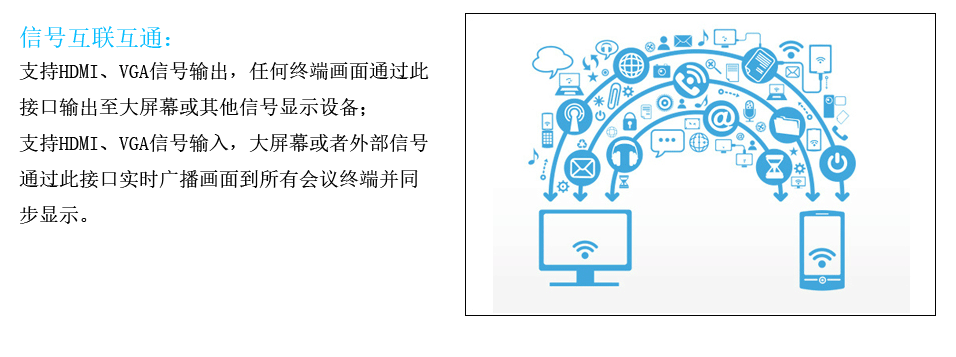 信号互联互通:
支持HDMI、VGA信号输出，任何终端画面通过此
接口输出至大屏幕或其他信号显示设备；
支持HDMI、VGA信号输入，大屏幕或者外部信号
通过此接口实时广播画面到所有会议终端并同
步显示。